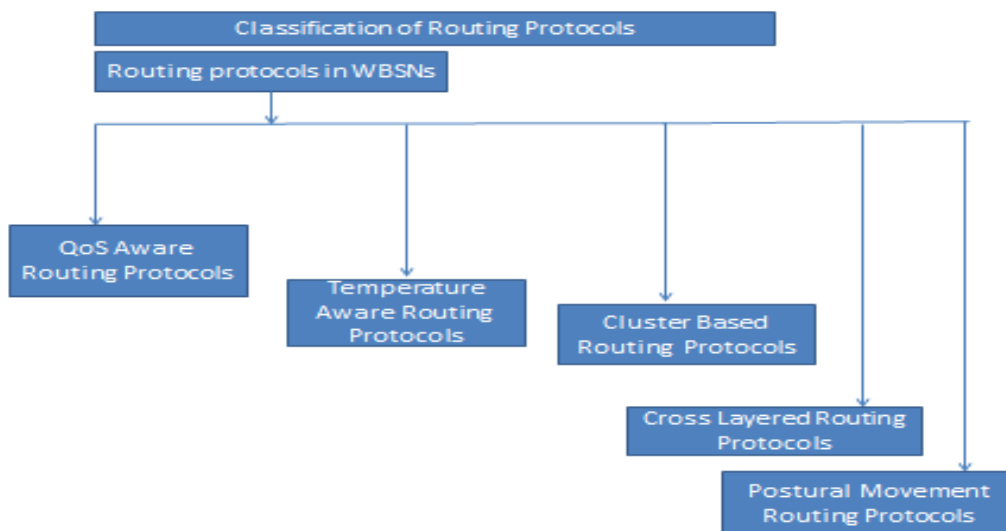 Classification of Routing Protocols
Routing protocols in WBSNs
QoS Aware
Routing Protocols
Temperature
Aware Routing
Protocols
Cluster Based
Routing Protocols
Cross Layered Routing
Protocols
Postural Movement
Routing Protocols